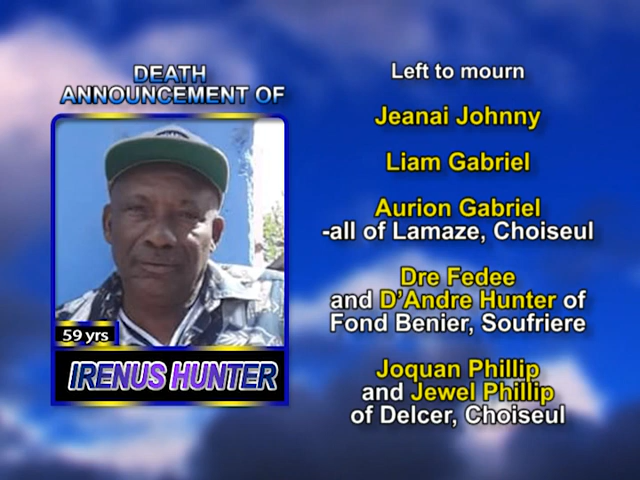 DEATH
ANNOUNCEMENT OF
59 yrs
IRENUS HUNTER
Left to mourn
Jeanai Johnny
Liam Gabriel
Aurion Gabriel
-all of Lamaze, Choiseul
Dre Fedee
and D'Andre Hunter of
Fond Benier, Soufriere
Joquan Phillip
and Jewel Phillip
of Delcer, Choiseul